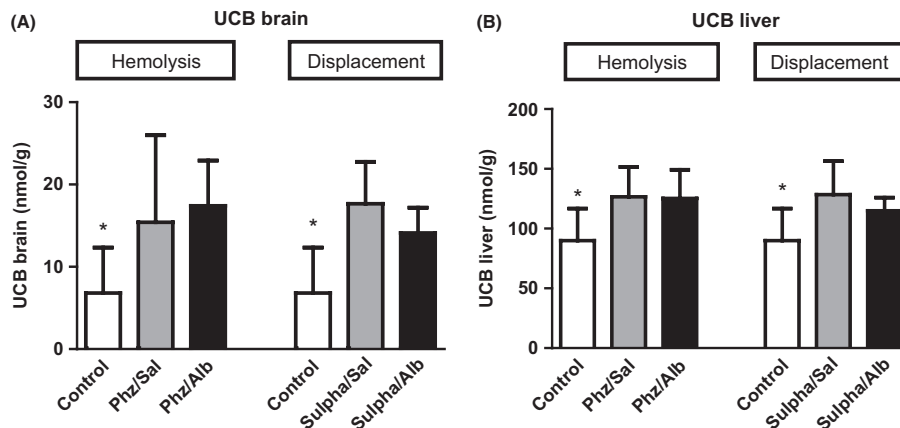 (A)
UCB brain
Hemolysis
Displacement
UCB brain (nmol/g)
30
20
10
0
*
*
Control
Phz/Sal
Phz/Alb
Control
Sulpha/Sal
Sulpha/Alb
(B)
UCB liver
Hemolysis
Displacement
UCB liver (nmol/g)
200
150
100
50
0
*
*
Control
Phz/Sal
Phz/Alb
Control
Sulpha/Sal
Sulpha/Alb